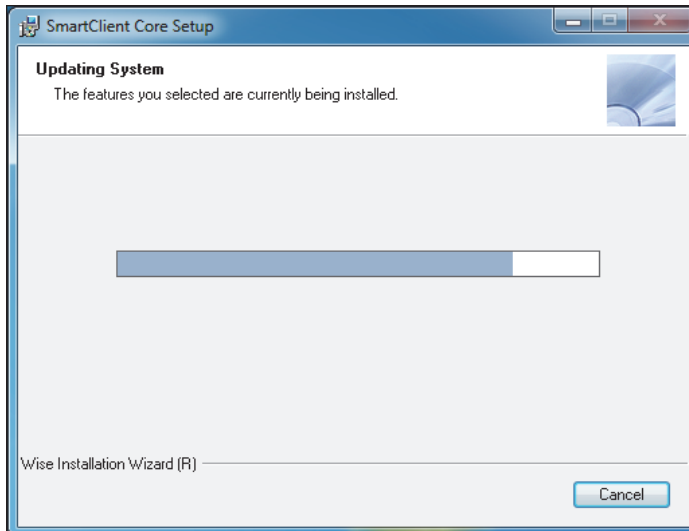 SmartClient Core Setup
Updating System
The features you selected are currently being installed.
Wise Installation Wizard (R)
Cancel